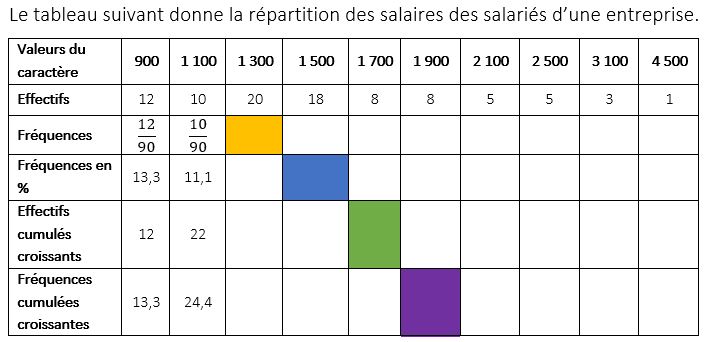 Le tableau suivant donne la répartition des salaires des salariés d’une entreprise.
Valeurs du caractère 900 1 100 1 300 1 500 1 700 1 900 2 100 2 500 3 100 4 500
Effectifs 12 10 20 18 8 8 5 5 3 1
Fréquences 12/90 10/90
Fréquences en % 13,3 11,1
Effectifs cumulés croissants 12 22
Fréquences cumulées croissantes 13,3 24,4